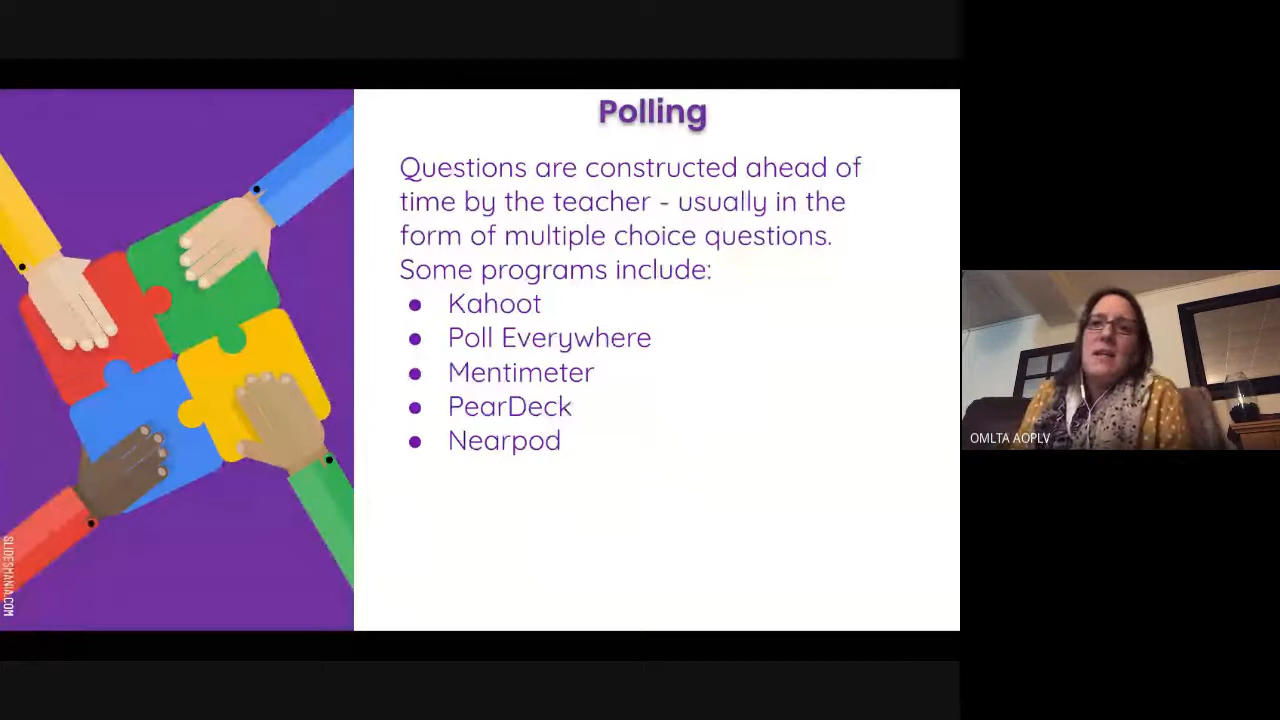 Polling
Questions are constructed ahead of
time by the teacher - usually in the
form of multiple choice questions.
Some programs include:
● Kahoot
● Poll Everywhere
● Mentimeter
● PearDeck
● Nearpod
SLIDESMANIA.COM
OMLTA AOPLV